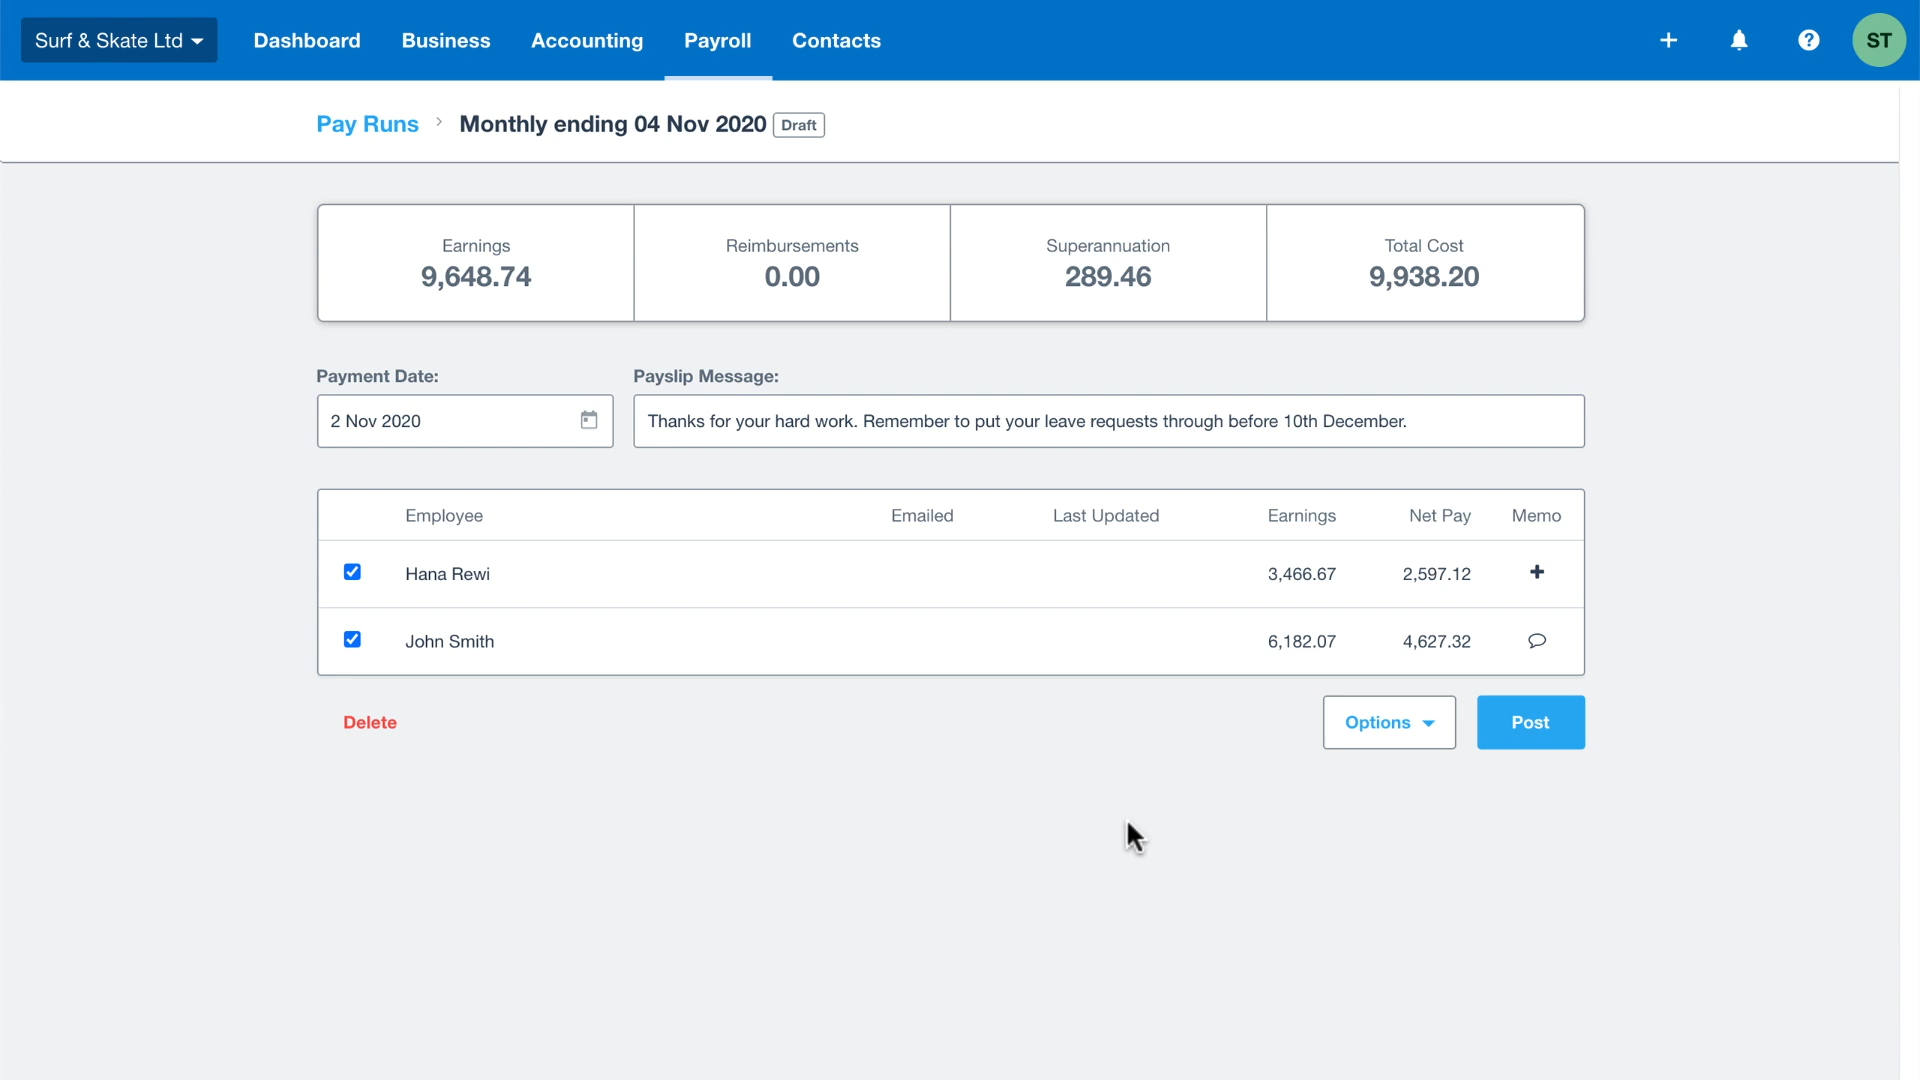 Surf & Skate Ltd Dashboard Business Accounting Payroll Contacts ST
Pay Runs Monthly ending 04 Nov 2020 Draft
Earnings Reimbursements Superannuation Total Cost
9,648.74 0.00 289.46 9,938.20
Payment Date: Payslip Message:
2 Nov 2020 Thanks for your hard work. Remember to put your leave requests through before 10th December.
Employee Emailed Last Updated Earnings Net Pay Memo
Hana Rewi 3,466.67 2,597.12
John Smith 6,182.07 4,627.32
Delete Options Post